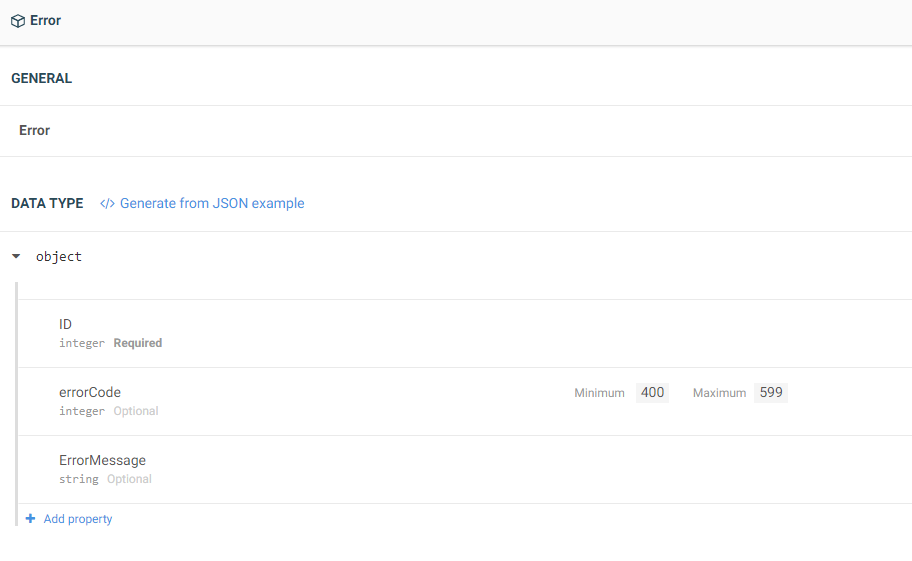 Error
GENERAL
Error
DATA TYPE </> Generate from JSON example
object
ID
integer Required
errorCode Minimum 400 Maximum 599
integer Optional
ErrorMessage
string Optional
+ Add property